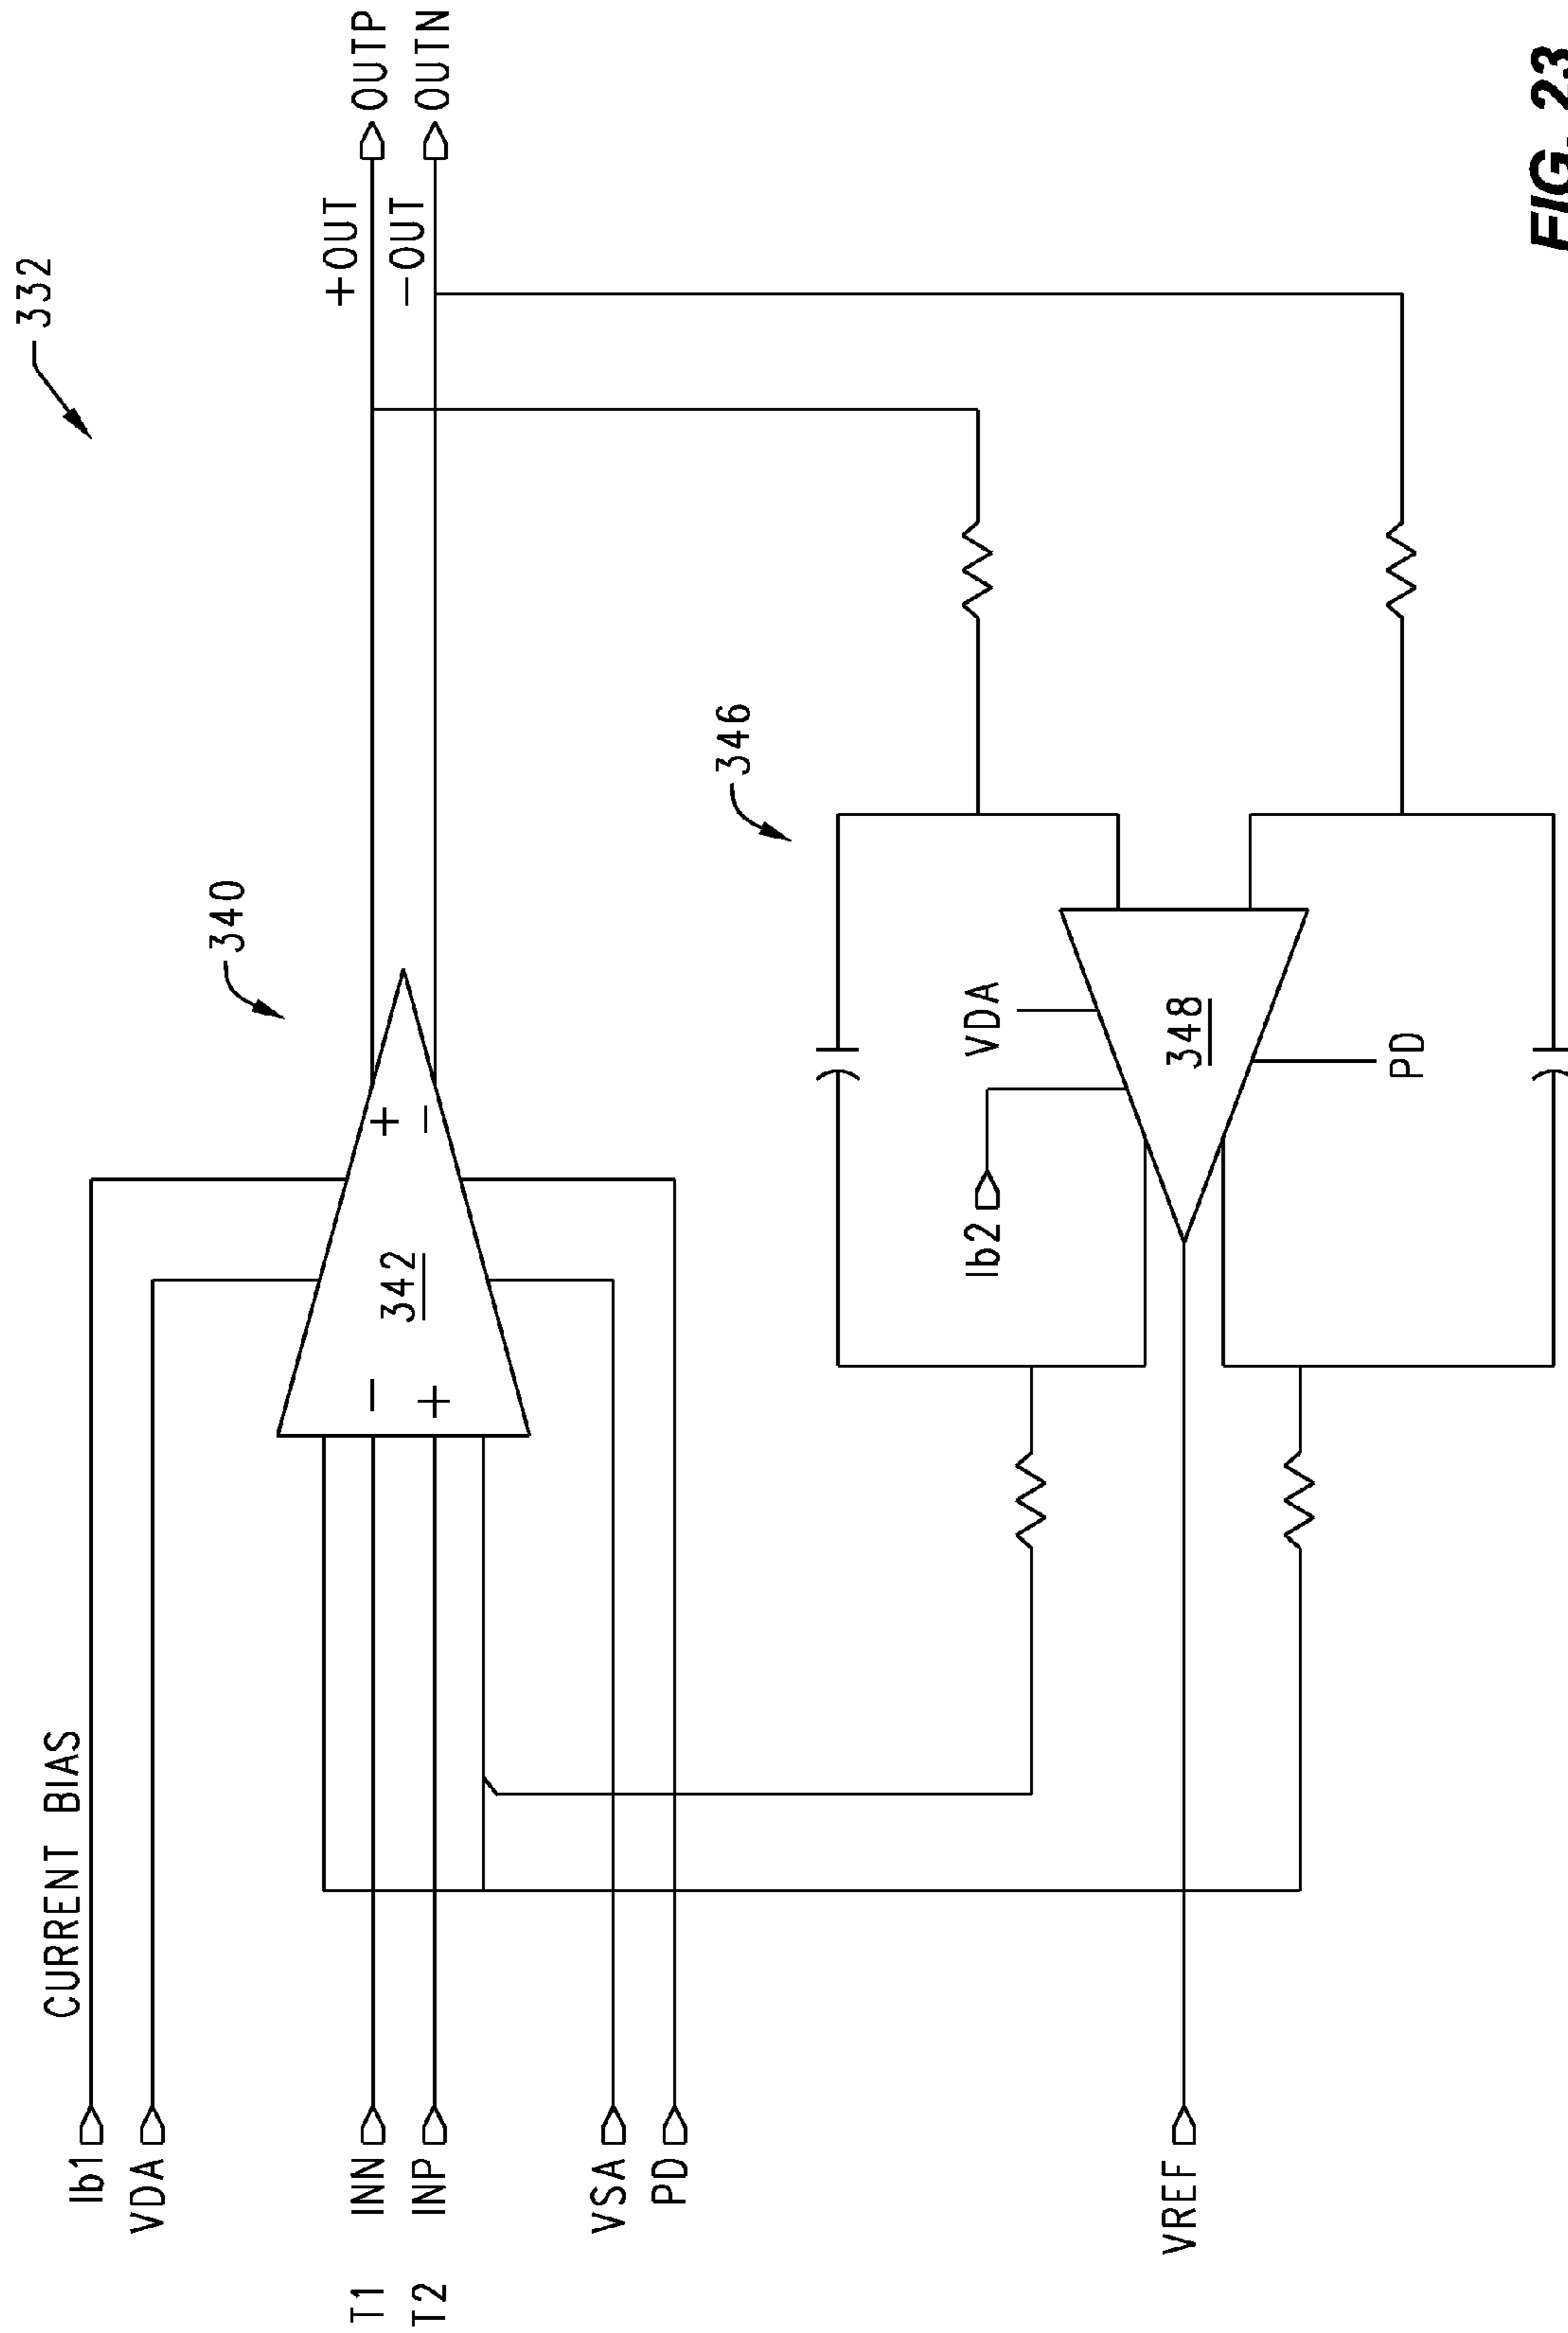 332
CURRENT BIAS
Ib1
VDA
340
+OUT
OUTP
T1 INN
− 342 +
−OUT
OUTN
T2 INP
+ −
VSA
PD
346
VDA
Ib2
VREF
348
PD
FIG. 23